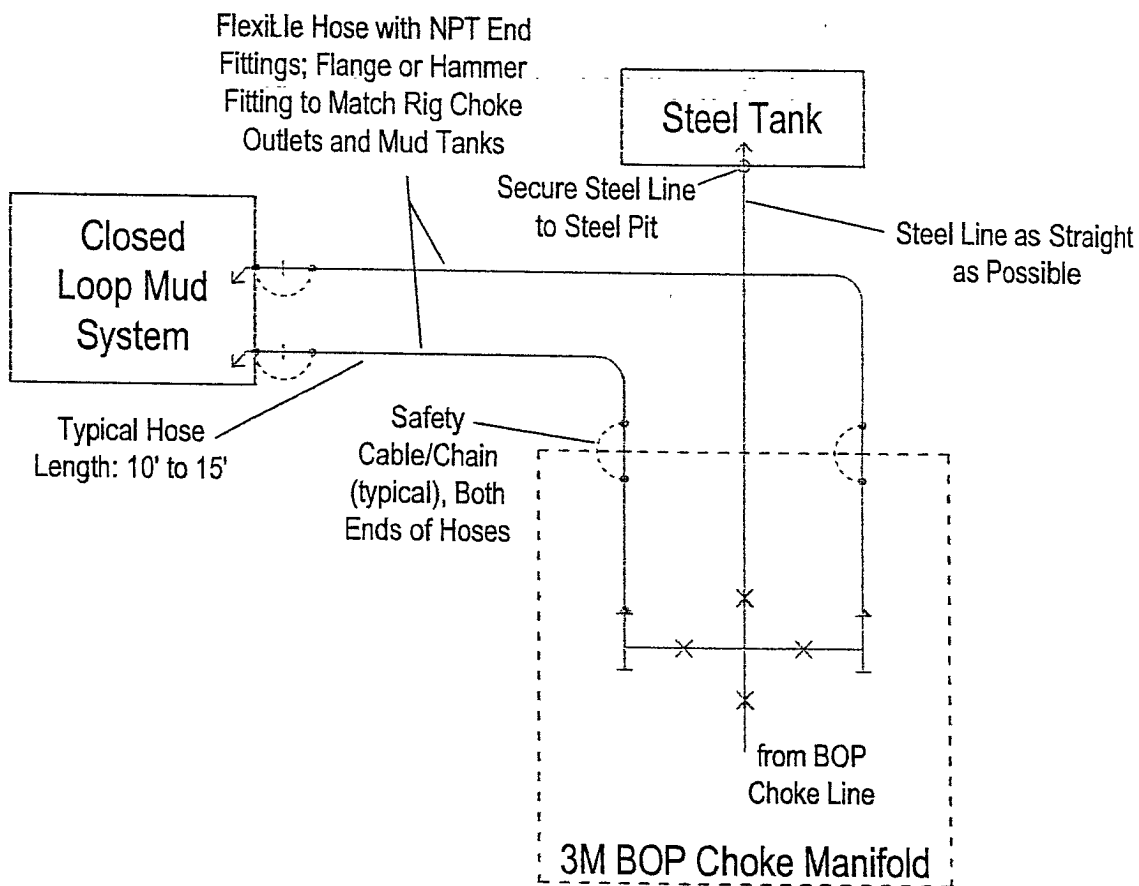 Flexible Hose with NPT End
Fittings; Flange or Hammer
Fitting to Match Rig Choke
Outlets and Mud Tanks
Steel Tank
Secure Steel Line
to Steel Pit
Steel Line as Straight
as Possible
Closed
Loop Mud
System
Typical Hose
Length: 10' to 15'
Safety
Cable/Chain
(typical), Both
Ends of Hoses
from BOP
Choke Line
3M BOP Choke Manifold